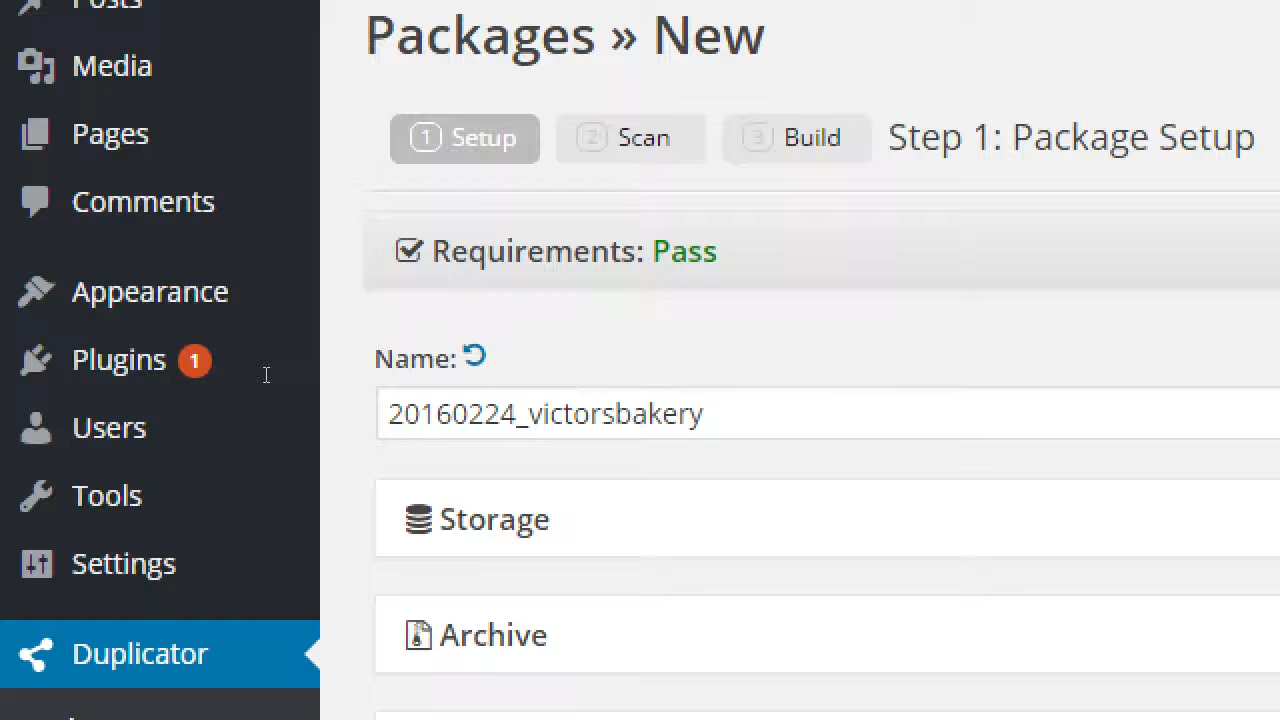 Posts
Packages » New
Media
1 Setup 2 Scan 3 Build Step 1: Package Setup
Pages
Comments
Requirements: Pass
Appearance
Plugins 1
Name:
20160224_victorsbakery
Users
Tools
Storage
Settings
Archive
Duplicator